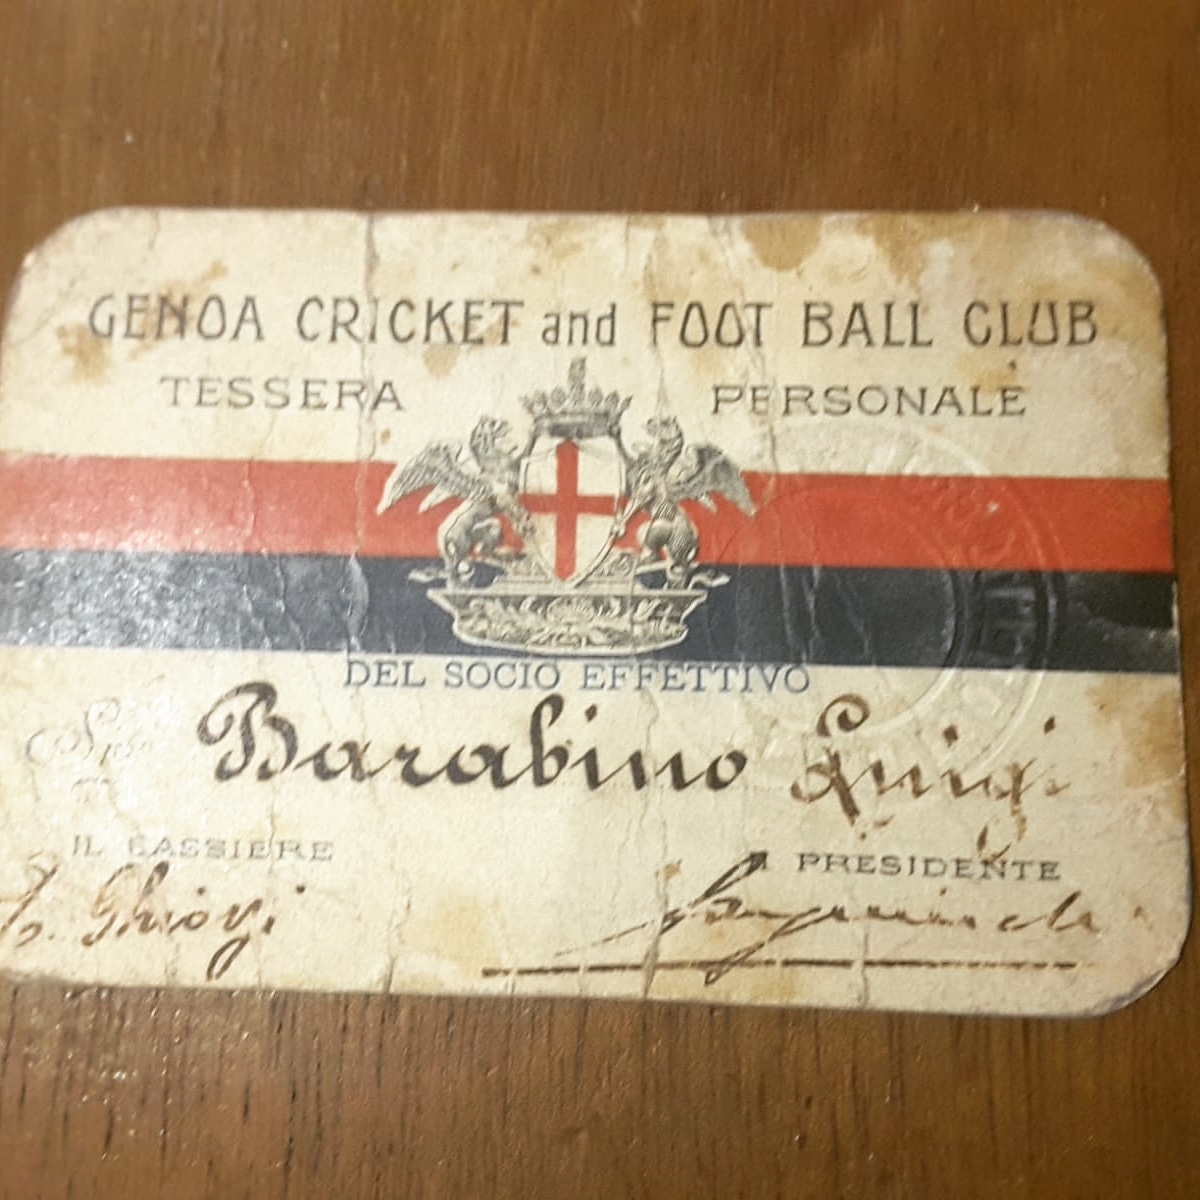 GENOA CRICKET and FOOT BALL CLUB
TESSERA PERSONALE
DEL SOCIO EFFETTIVO
Barabino Luigi
IL CASSIERE
PRESIDENTE